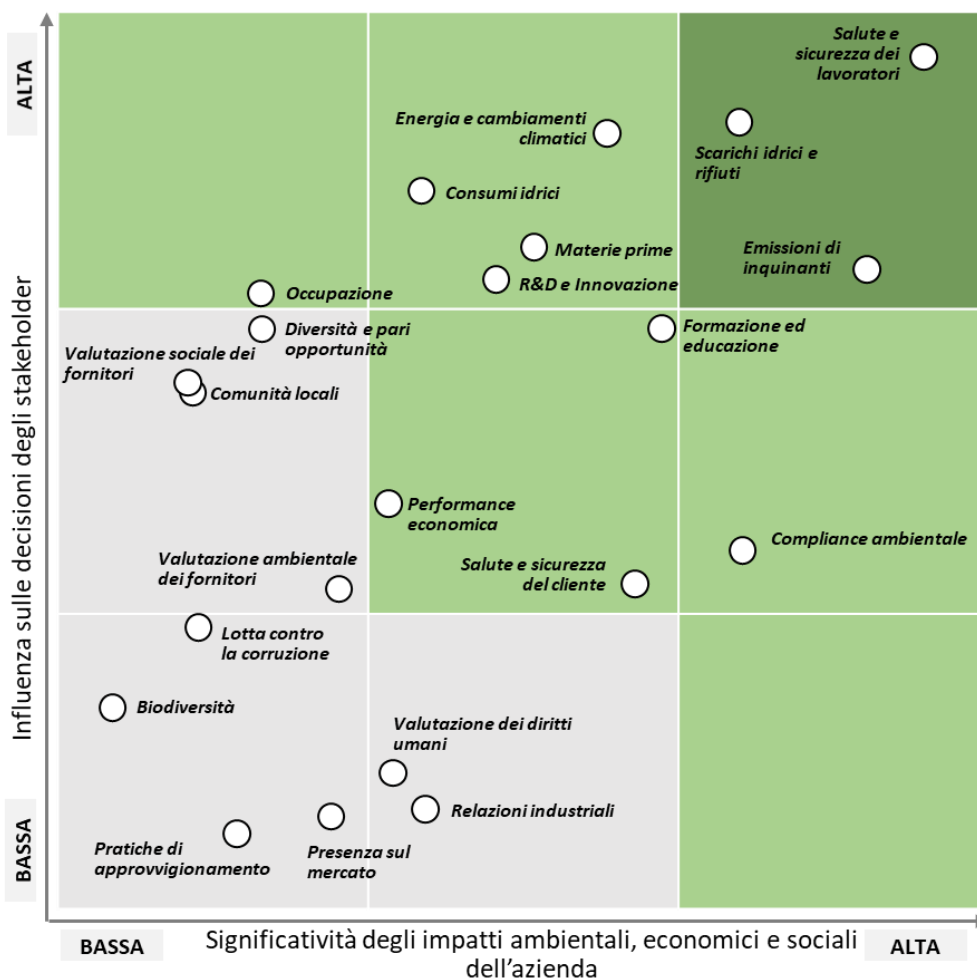 ALTA
Influenza sulle decisioni degli stakeholder
BASSA
Salute e
sicurezza dei
lavoratori
Energia e cambiamenti
climatici
Scarichi idrici e
rifiuti
Consumi idrici
Materie prime
Emissioni di
inquinanti
R&D e Innovazione
Occupazione
Diversità e pari
opportunità
Formazione ed
educazione
Valutazione sociale dei
fornitori
Comunità locali
Performance
economica
Compliance ambientale
Valutazione ambientale
dei fornitori
Salute e sicurezza
del cliente
Lotta contro
la corruzione
Biodiversità
Valutazione dei diritti
umani
Relazioni industriali
Pratiche di
approvvigionamento
Presenza sul
mercato
BASSA
Significatività degli impatti ambientali, economici e sociali
dell'azienda
ALTA